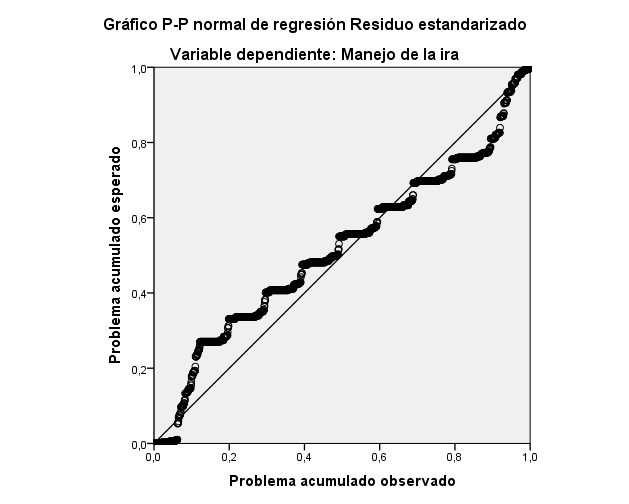 Gráfico P-P normal de regresión Residuo estandarizado
Variable dependiente: Manejo de la ira
Problema acumulado esperado
1,0
0,8
0,6
0,4
0,2
0,0
0,0 0,2 0,4 0,6 0,8 1,0
Problema acumulado observado